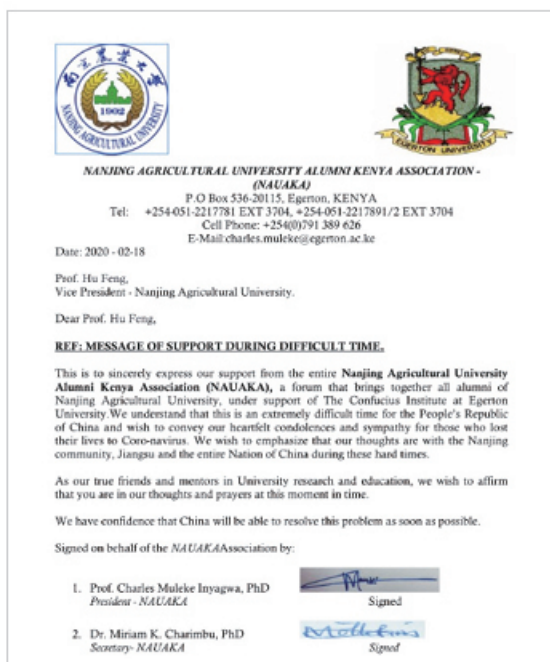 南京農業大學
1902
NANJING AGRICULTURAL UNIVERSITY
EGERTON UNIVERSITY
NANJING AGRICULTURAL UNIVERSITY ALUMNI KENYA ASSOCIATION -
(NAUAKA)
P.O Box 536-20115, Egerton, KENYA
Tel: +254-051-2217781 EXT 3704, +254-051-2217891/2 EXT 3704
Cell Phone: +254(0)791 389 626
E-Mail:charles.muleke@egerton.ac.ke
Date: 2020 - 02-18
Prof. Hu Feng,
Vice President - Nanjing Agricultural University.
Dear Prof. Hu Feng,
REF: MESSAGE OF SUPPORT DURING DIFFICULT TIME.
This is to sincerely express our support from the entire Nanjing Agricultural University
Alumni Kenya Association (NAUAKA), a forum that brings together all alumni of
Nanjing Agricultural University, under support of The Confucius Institute at Egerton
University.We understand that this is an extremely difficult time for the People's Republic
of China and wish to convey our heartfelt condolences and sympathy for those who lost
their lives to Coro-navirus. We wish to emphasize that our thoughts are with the Nanjing
community, Jiangsu and the entire Nation of China during these hard times.
As our true friends and mentors in University research and education, we wish to affirm
that you are in our thoughts and prayers at this moment in time.
We have confidence that China will be able to resolve this problem as soon as possible.
Signed on behalf of the NAUAKAAssociation by:
1. Prof. Charles Muleke Inyagwa, PhD
President - NAUAKA
Signed
2. Dr. Miriam K. Charimbu, PhD
Secretary- NAUAKA
Signed